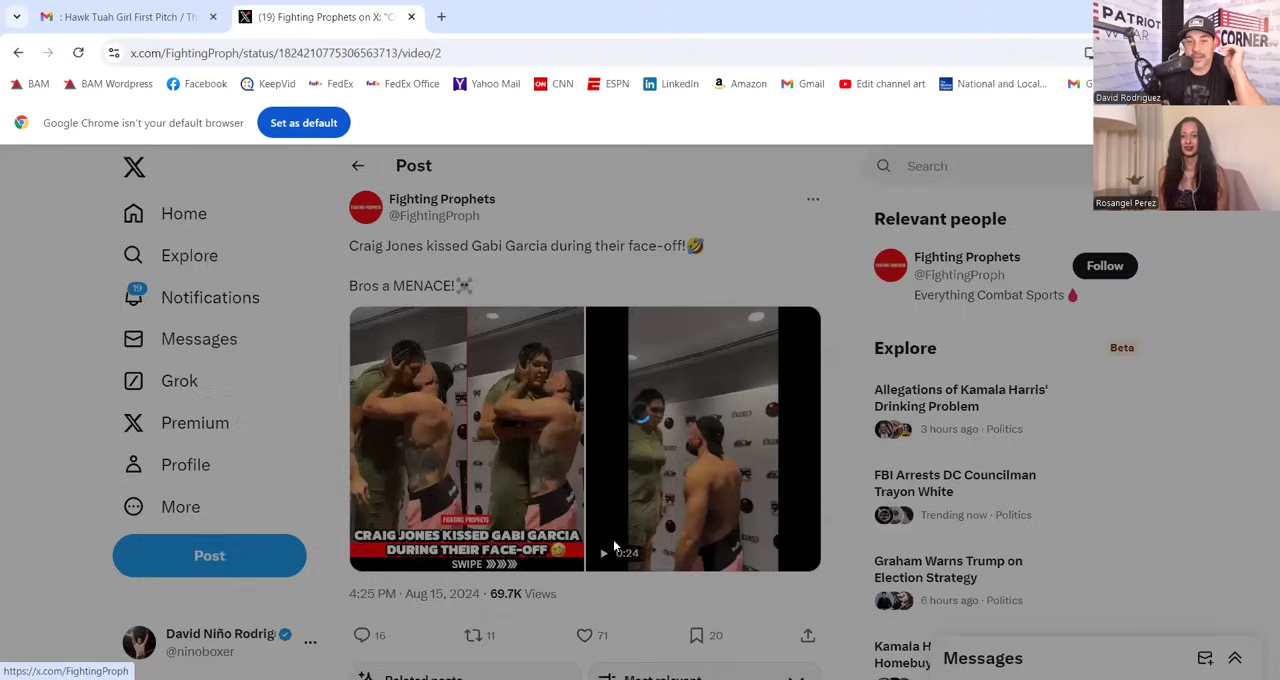 : Hawk Tuah Girl First Pitch / Th
(19) Fighting Prophets on X: "Cr
x.com/FightingProph/status/1824210775306563713/video/2
BAM
BAM Wordpress
Facebook
KeepVid
FedEx
FedEx Office
Yahoo Mail
CNN
ESPN
LinkedIn
Amazon
Gmail
Edit channel art
National and Local...
G
Google Chrome isn't your default browser
Set as default
PATRIOT
CORNER
David Rodriguez
Rosangel Perez
Home
Explore
19
Notifications
Messages
Grok
Premium
Profile
More
Post
David Niño Rodrig
@ninoboxer
...
https://x.com/FightingProph
Post
Fighting Prophets
@FightingProph
...
Craig Jones kissed Gabi Garcia during their face-off!🤣
Bros a MENACE!☠️
FIGHTING PROPHETS
CRAIG JONES KISSED GABI GARCIA
DURING THEIR FACE-OFF 🤣
SWIPE
0:24
4:25 PM · Aug 15, 2024 · 69.7K Views
16
11
71
20
Related posts
Most relevant
Search
Relevant people
Fighting Prophets
@FightingProph
Follow
Everything Combat Sports 🩸
Explore
Beta
Allegations of Kamala Harris'
Drinking Problem
3 hours ago · Politics
FBI Arrests DC Councilman
Trayon White
Trending now · Politics
Graham Warns Trump on
Election Strategy
6 hours ago · Politics
Kamala H
Homebuy
Messages